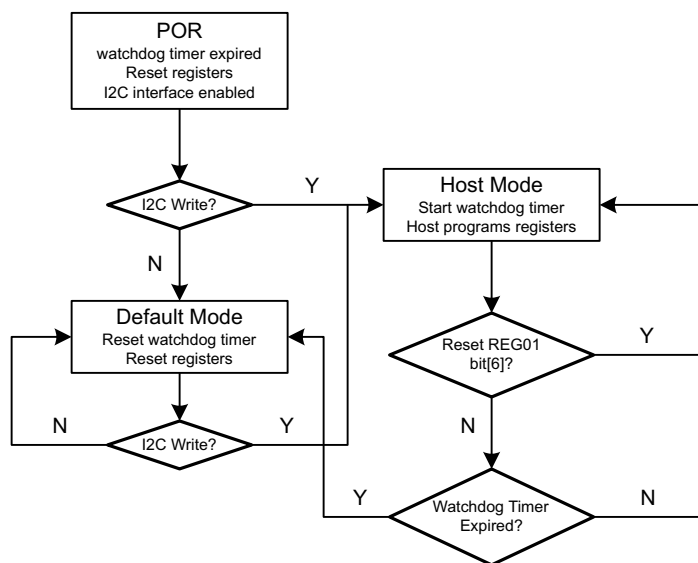 POR
watchdog timer expired
Reset registers
I2C interface enabled
I2C Write?
Y
N
Host Mode
Start watchdog timer
Host programs registers
Default Mode
Reset watchdog timer
Reset registers
Reset REG01
bit[6]?
Y
N
I2C Write?
N
Y
Watchdog Timer
Expired?
Y
N